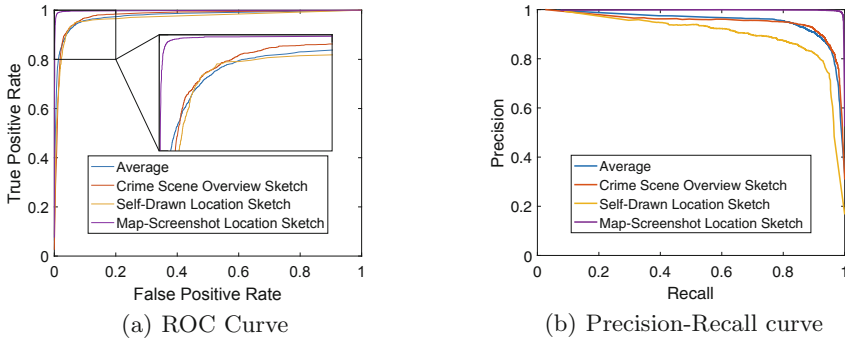 1
0.8
0.6
0.4
0.2
0
0 0.2 0.4 0.6 0.8 1
True Positive Rate
False Positive Rate
Average
Crime Scene Overview Sketch
Self-Drawn Location Sketch
Map-Screenshot Location Sketch
(a) ROC Curve
1
0.8
0.6
0.4
0.2
0
0 0.2 0.4 0.6 0.8 1
Precision
Recall
Average
Crime Scene Overview Sketch
Self-Drawn Location Sketch
Map-Screenshot Location Sketch
(b) Precision-Recall curve